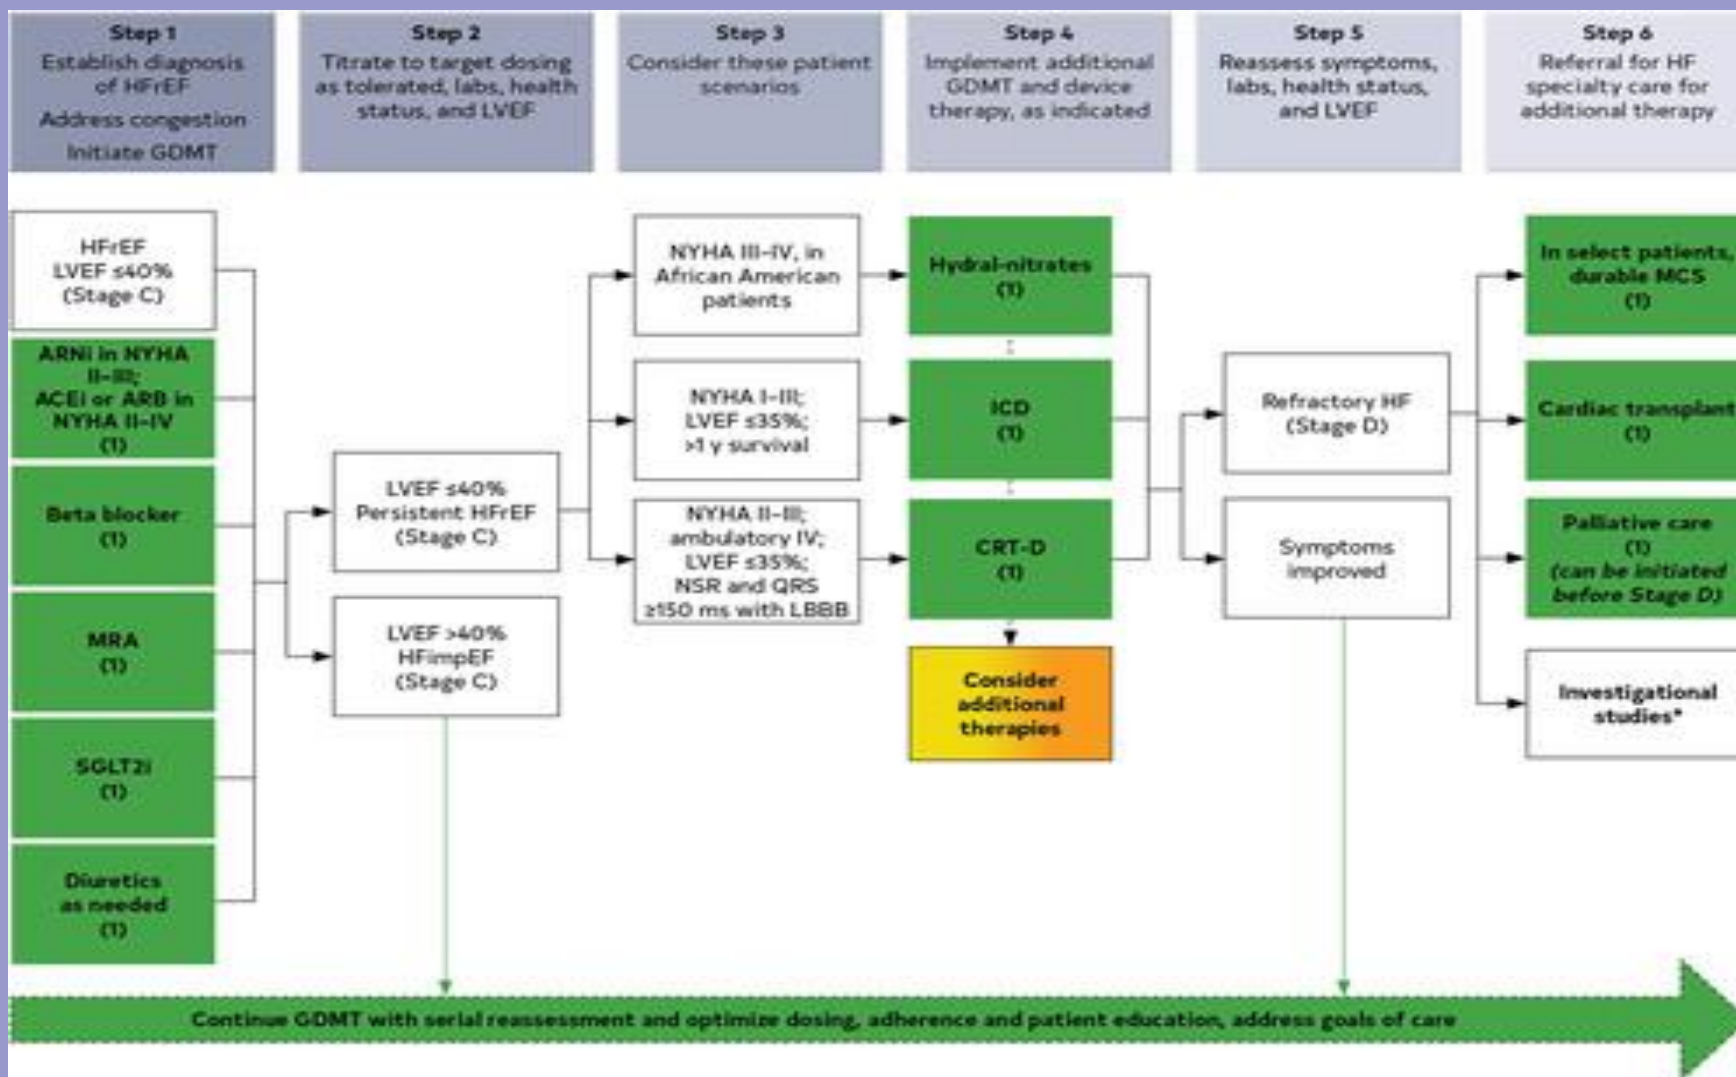 Step 1
Establish diagnosis
of HFrEF
Address congestion
Initiate GDMT
Step 2
Titrate to target dosing
as tolerated, labs, health
status, and LVEF
Step 3
Consider these patient
scenarios
Step 4
Implement additional
GDMT and device
therapy, as indicated
Step 5
Reassess symptoms,
labs, health status,
and LVEF
Step 6
Referral for HF
specialty care for
additional therapy
HFrEF
LVEF ≤40%
(Stage C)
ARNi in NYHA
II–III;
ACEi or ARB in
NYHA II–IV
(1)
Beta blocker
(1)
MRA
(1)
SGLT2i
(1)
Diuretics
as needed
(1)
LVEF ≤40%
Persistent HFrEF
(Stage C)
LVEF >40%
HFimpEF
(Stage C)
NYHA III–IV, in
African American
patients
NYHA I–III;
LVEF ≤35%;
>1 y survival
NYHA II–III;
ambulatory IV;
LVEF ≤35%;
NSR and QRS
≥150 ms with LBBB
Hydral-nitrates
(1)
ICD
(1)
CRT-D
(1)
Consider
additional
therapies
Refractory HF
(Stage D)
Symptoms
improved
In select patients,
durable MCS
(1)
Cardiac transplant
(1)
Palliative care
(1)
(can be initiated
before Stage D)
Investigational
studies*
Continue GDMT with serial reassessment and optimize dosing, adherence and patient education, address goals of care